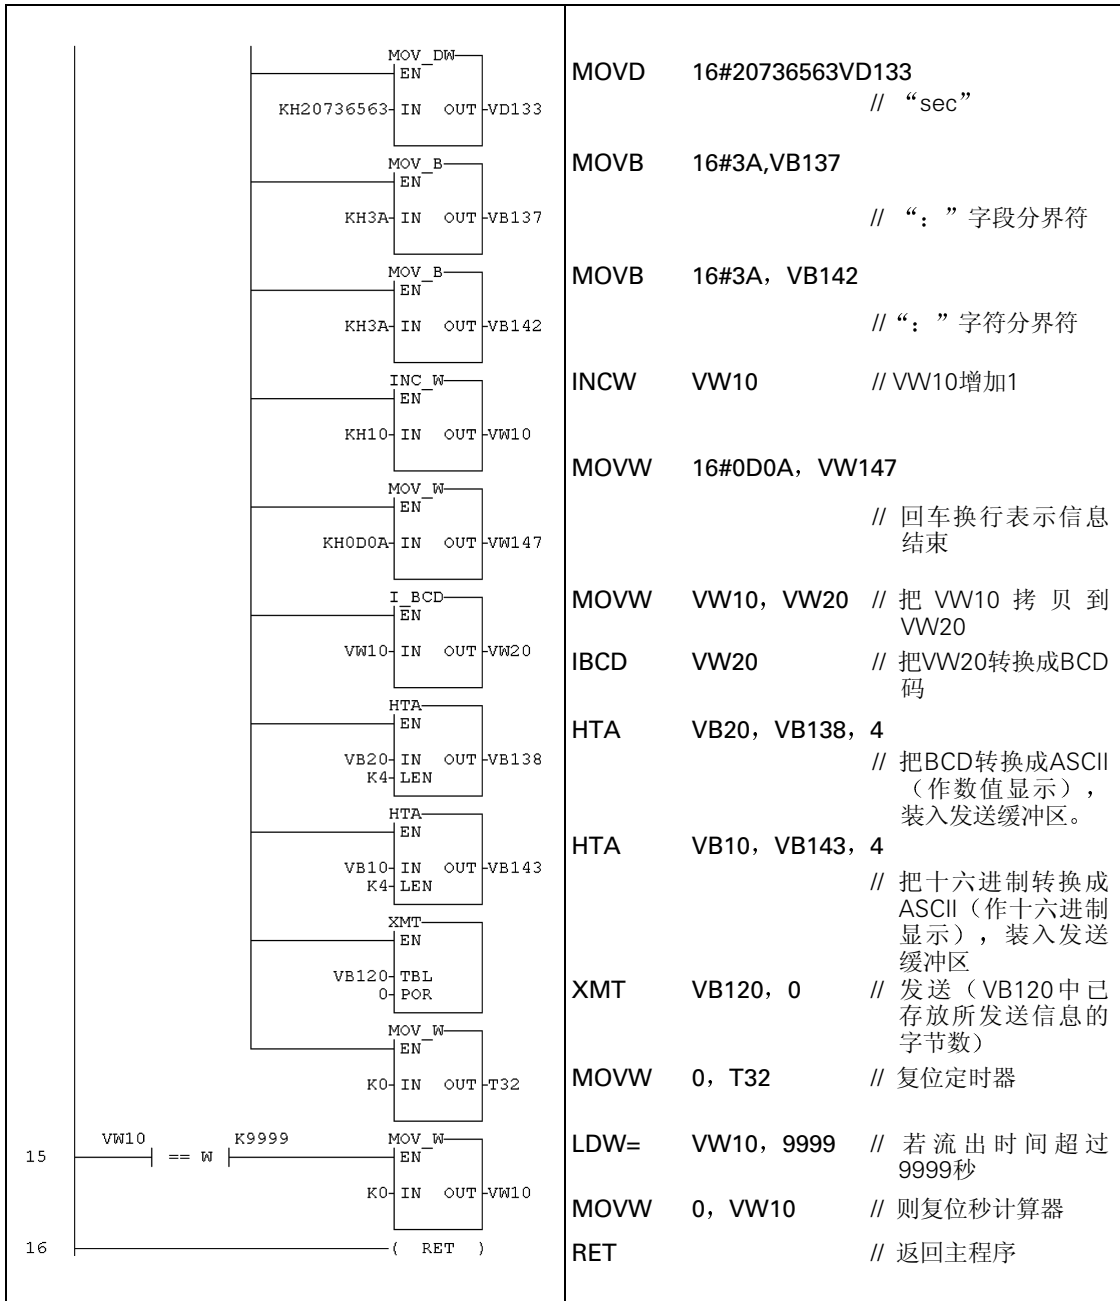 MOV_DW
EN
KH20736563 IN OUT VD133
MOV_B
EN
KH3A IN OUT VB137
MOV_B
EN
KH3A IN OUT VB142
INC_W
EN
KH10 IN OUT VW10
MOV_W
EN
KH0D0A IN OUT VW147
I_BCD
EN
VW10 IN OUT VW20
HTA
EN
VB20 IN OUT VB138
K4 LEN
HTA
EN
VB10 IN OUT VB143
K4 LEN
XMT
EN
VB120 TBL
0 POR
MOV_W
EN
K0 IN OUT T32
15 VW10 == W K9999 MOV_W
EN
K0 IN OUT VW10
16 ( RET )
MOVD 16#20736563VD133
// “sec”
MOVB 16#3A,VB137
// “：”字段分界符
MOVB 16#3A，VB142
// “：”字符分界符
INCW VW10 // VW10增加1
MOVW 16#0D0A，VW147
// 回车换行表示信息
结束
MOVW VW10，VW20 // 把 VW10 拷贝到
VW20
IBCD VW20 // 把VW20转换成BCD
码
HTA VB20，VB138，4
// 把BCD转换成ASCII
（作数值显示），
装入发送缓冲区。
HTA VB10，VB143，4
// 把十六进制转换成
ASCII（作十六进制
显示），装入发送
缓冲区
XMT VB120，0 // 发送（VB120中已
存放所发送信息的
字节数）
MOVW 0，T32 // 复位定时器
LDW= VW10，9999 // 若流出时间超过
9999秒
MOVW 0，VW10 // 则复位秒计算器
RET // 返回主程序